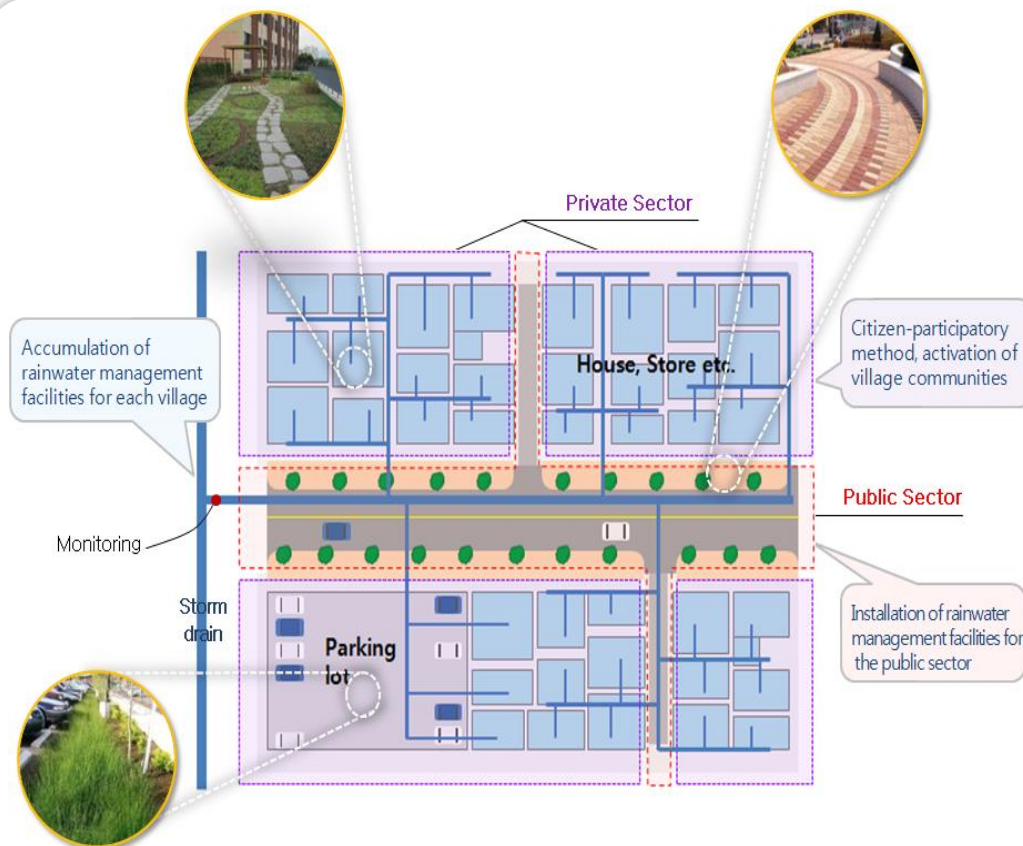 Private Sector
Accumulation of
rainwater management
facilities for each village
House, Store etc.
Citizen-participatory
method, activation of
village communities
Public Sector
Monitoring
Storm
drain
Parking
lot
Installation of rainwater
management facilities for
the public sector